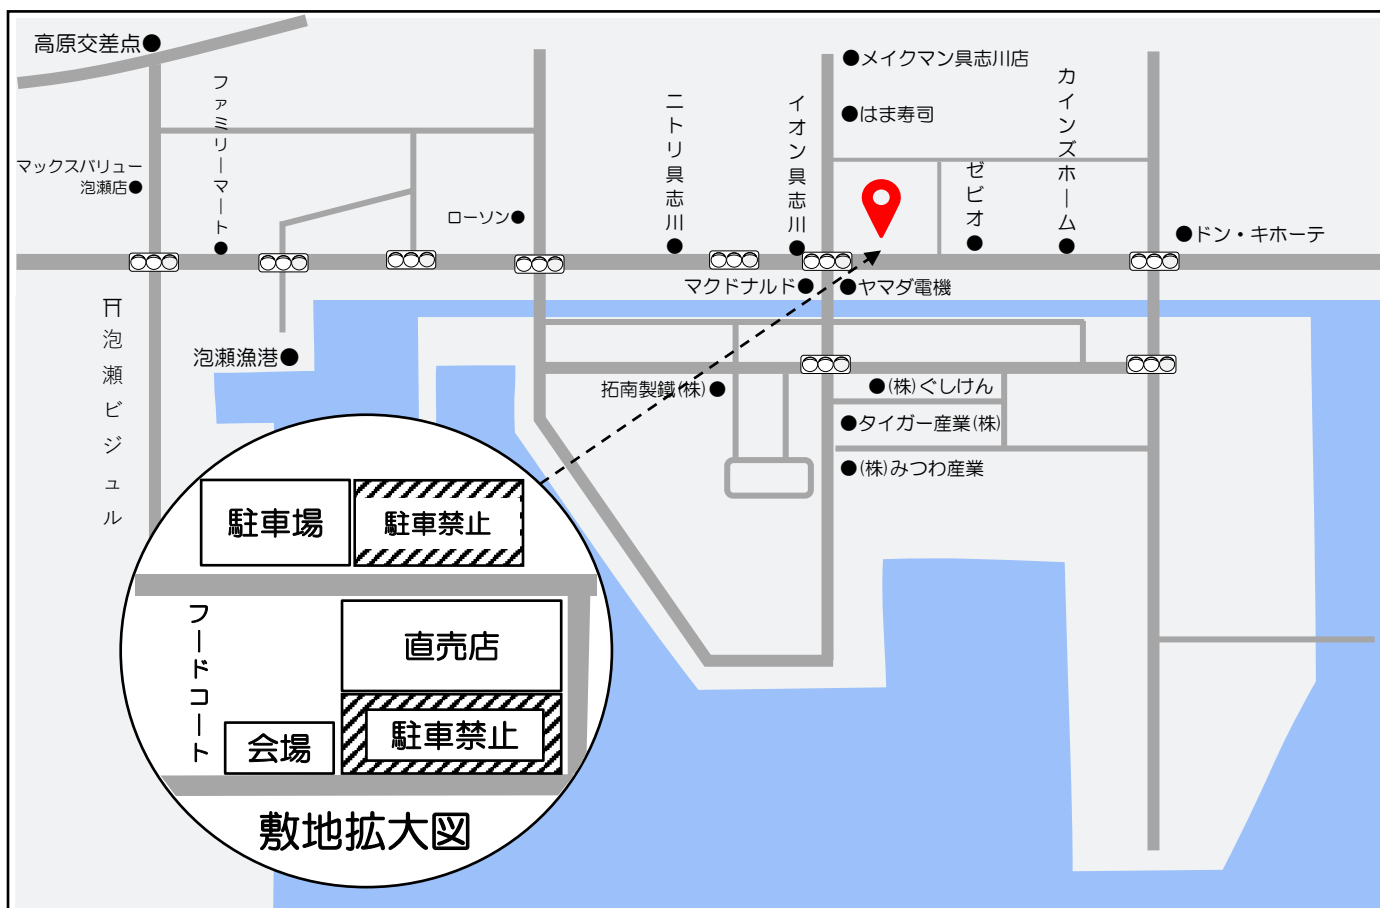 高原交差点
メイクマン具志川店
ファミリーマート
ニトリ具志川
イオン具志川
はま寿司
カインズホーム
マックスバリュー
泡瀬店
ゼビオ
ローソン
ドン・キホーテ
マクドナルド
ヤマダ電機
泡瀬ビジュル
泡瀬漁港
拓南製鐵(株)
(株)ぐしけん
タイガー産業(株)
(株)みつわ産業
駐車場
駐車禁止
フードコート
直売店
会場
駐車禁止
敷地拡大図